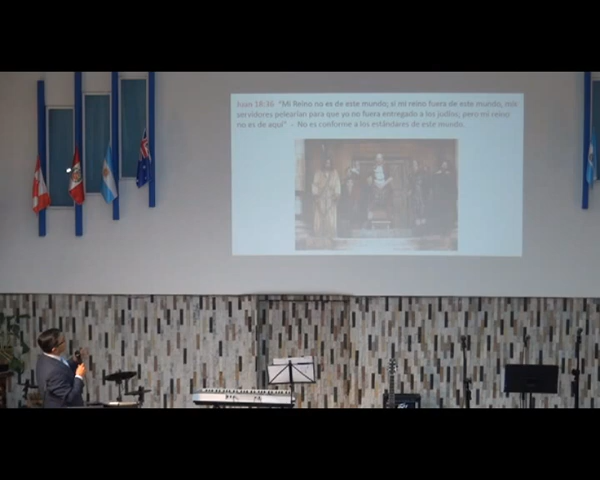 Juan 18:36 "Mi Reino no es de este mundo; si mi reino fuera de este mundo, mis
servidores pelearían para que yo no fuera entregado a los judíos; pero mi reino
no es de aquí" - No es conforme a los estándares de este mundo.